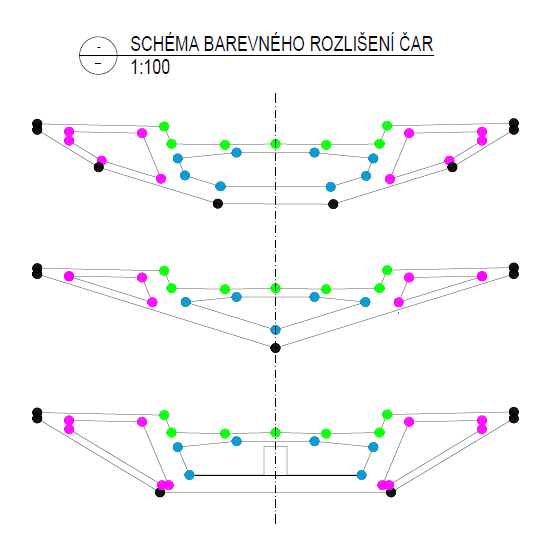 -
SCHÉMA BAREVNÉHO ROZLIŠENÍ ČAR
-
1:100